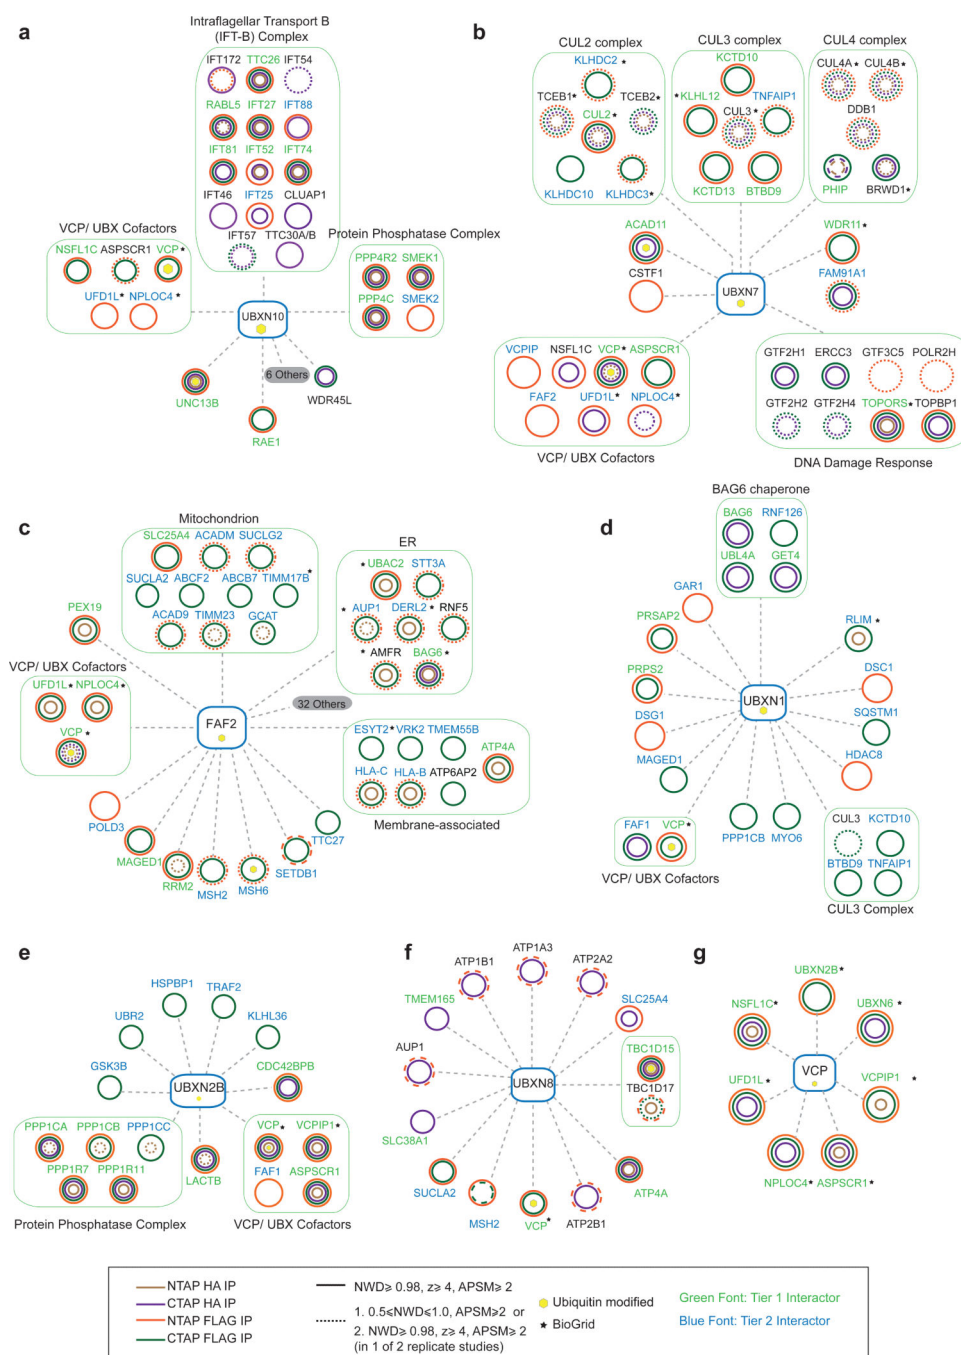 a
Intraflagellar Transport B
(IFT-B) Complex
IFT172 TTC26 IFT54
RABL5 IFT27 IFT88
IFT81 IFT52 IFT74
IFT46 IFT25 CLUAP1
IFT57 TTC30A/B
VCP/ UBX Cofactors
NSFL1C ASPSCR1 VCP *
UFD1L* NPLOC4 *
Protein Phosphatase Complex
PPP4R2 SMEK1
PPP4C SMEK2
UBXN10
6 Others
UNC13B
RAE1
WDR45L
b
CUL2 complex
CUL3 complex
CUL4 complex
KLHDC2 *
TCEB1* TCEB2*
CUL2 *
KLHDC10 KLHDC3*
KCTD10
*KLHL12 TNFAIP1
CUL3 *
KCTD13 BTBD9
CUL4A* CUL4B*
DDB1
PHIP BRWD1*
ACAD11
CSTF1
UBXN7
WDR11*
FAM91A1
VCPIP NSFL1C VCP* ASPSCR1
FAF2 UFD1L* NPLOC4*
VCP/ UBX Cofactors
GTF2H1 ERCC3 GTF3C5 POLR2H
GTF2H2 GTF2H4 TOPORS* TOPBP1
DNA Damage Response
c
Mitochondrion
SLC25A4 ACADM SUCLG2
SUCLA2 ABCF2 ABCB7 TIMM17B*
ACAD9 TIMM23 GCAT
ER
*UBAC2 STT3A
* AUP1 DERL2* RNF5
* AMFR BAG6 *
PEX19
VCP/ UBX Cofactors
UFD1L* NPLOC4*
VCP *
FAF2
32 Others
ESYT2* VRK2 TMEM55B
ATP4A
HLA-C HLA-B ATP6AP2
Membrane-associated
POLD3
MAGED1
RRM2
MSH2
MSH6
SETDB1
TTC27
d
BAG6 chaperone
BAG6 RNF126
UBL4A GET4
GAR1
PRSAP2
PRPS2
DSG1
MAGED1
UBXN1
RLIM *
DSC1
SQSTM1
HDAC8
FAF1 VCP*
VCP/ UBX Cofactors
PPP1CB
MYO6
CUL3 KCTD10
BTBD9 TNFAIP1
CUL3 Complex
e
HSPBP1 TRAF2
UBR2 KLHL36
GSK3B
UBXN2B
CDC42BPB
PPP1CA PPP1CB PPP1CC
PPP1R7 PPP1R11
Protein Phosphatase Complex
LACTB
VCP* VCPIP1*
FAF1 ASPSCR1
VCP/ UBX Cofactors
f
ATP1B1 ATP1A3 ATP2A2
TMEM165 SLC25A4
AUP1
UBXN8
TBC1D15
TBC1D17
SLC38A1
SUCLA2
MSH2
VCP *
ATP2B1
ATP4A
g
UBXN2B*
NSFL1C* UBXN6 *
VCP
UFD1L* VCPIP1 *
NPLOC4* ASPSCR1*
NTAP HA IP
CTAP HA IP
NTAP FLAG IP
CTAP FLAG IP
NWD≥ 0.98, z≥ 4, APSM≥ 2
1. 0.5≤NWD<1.0, APSM≥2 or
2. NWD≥ 0.98, z≥ 4, APSM≥ 2
(in 1 of 2 replicate studies)
Ubiquitin modified
* BioGrid
Green Font: Tier 1 Interactor
Blue Font: Tier 2 Interactor